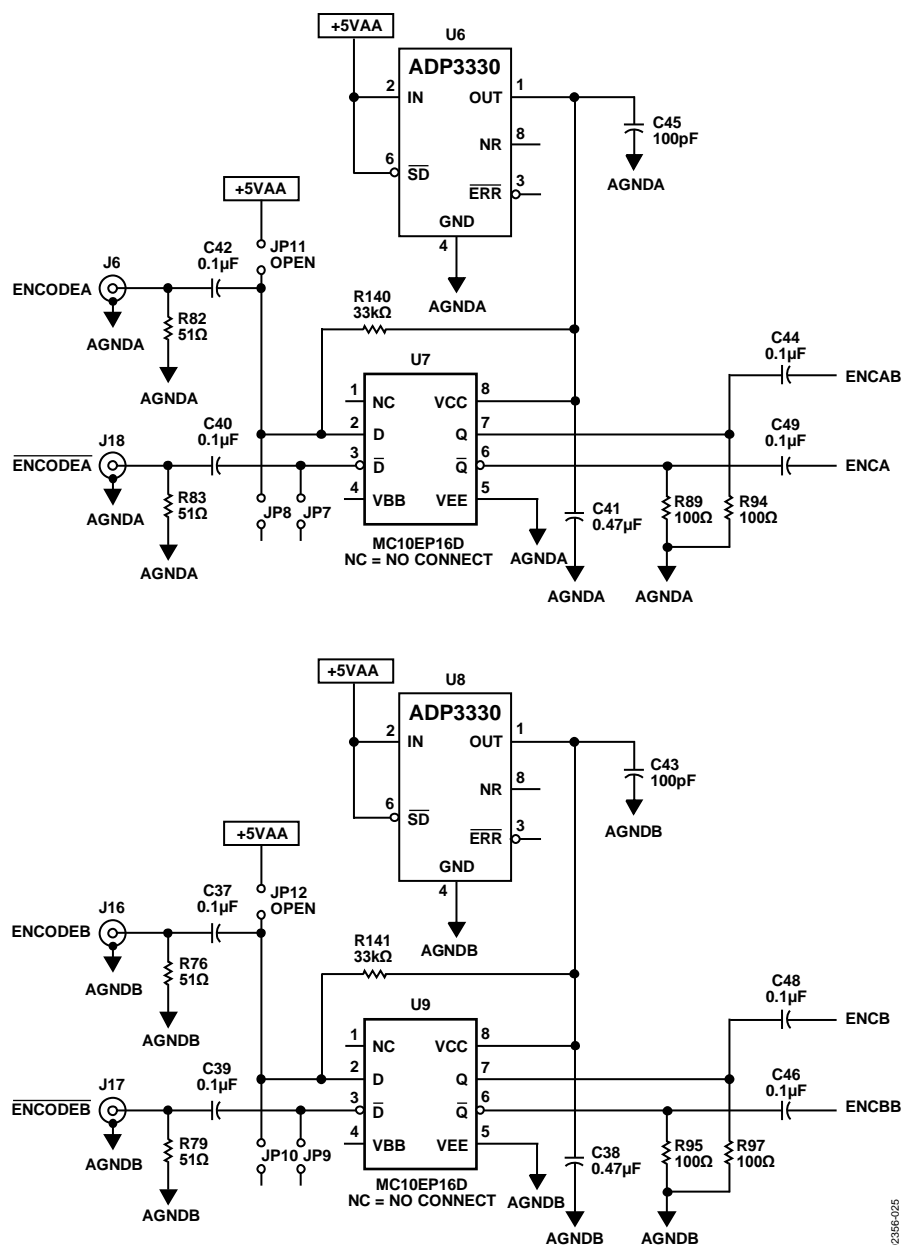 +5VAA
U6
ADP3330
2
IN
OUT
1
NR
8
6
SD
ERR
3
GND
4
AGNDA
C45
100pF
AGNDA
+5VAA
JP11
OPEN
C42
0.1µF
J6
ENCODEA
AGNDA
R82
51Ω
AGNDA
R140
33kΩ
U7
1
NC
VCC
8
2
D
Q
7
3
D
Q
6
4
VBB
VEE
5
MC10EP16D
NC = NO CONNECT
C40
0.1µF
J18
ENCODEA
AGNDA
R83
51Ω
AGNDA
JP8
JP7
AGNDA
C41
0.47µF
AGNDA
C44
0.1µF
ENCAB
C49
0.1µF
ENCA
R89
100Ω
R94
100Ω
AGNDA
+5VAA
U8
ADP3330
2
IN
OUT
1
NR
8
6
SD
ERR
3
GND
4
AGNDB
C43
100pF
AGNDB
+5VAA
JP12
OPEN
C37
0.1µF
J16
ENCODEB
AGNDB
R76
51Ω
AGNDB
R141
33kΩ
U9
1
NC
VCC
8
2
D
Q
7
3
D
Q
6
4
VBB
VEE
5
MC10EP16D
NC = NO CONNECT
C39
0.1µF
J17
ENCODEB
AGNDB
R79
51Ω
AGNDB
JP10
JP9
AGNDB
C38
0.47µF
AGNDB
C48
0.1µF
ENCB
C46
0.1µF
ENCBB
R95
100Ω
R97
100Ω
AGNDB
02356-025